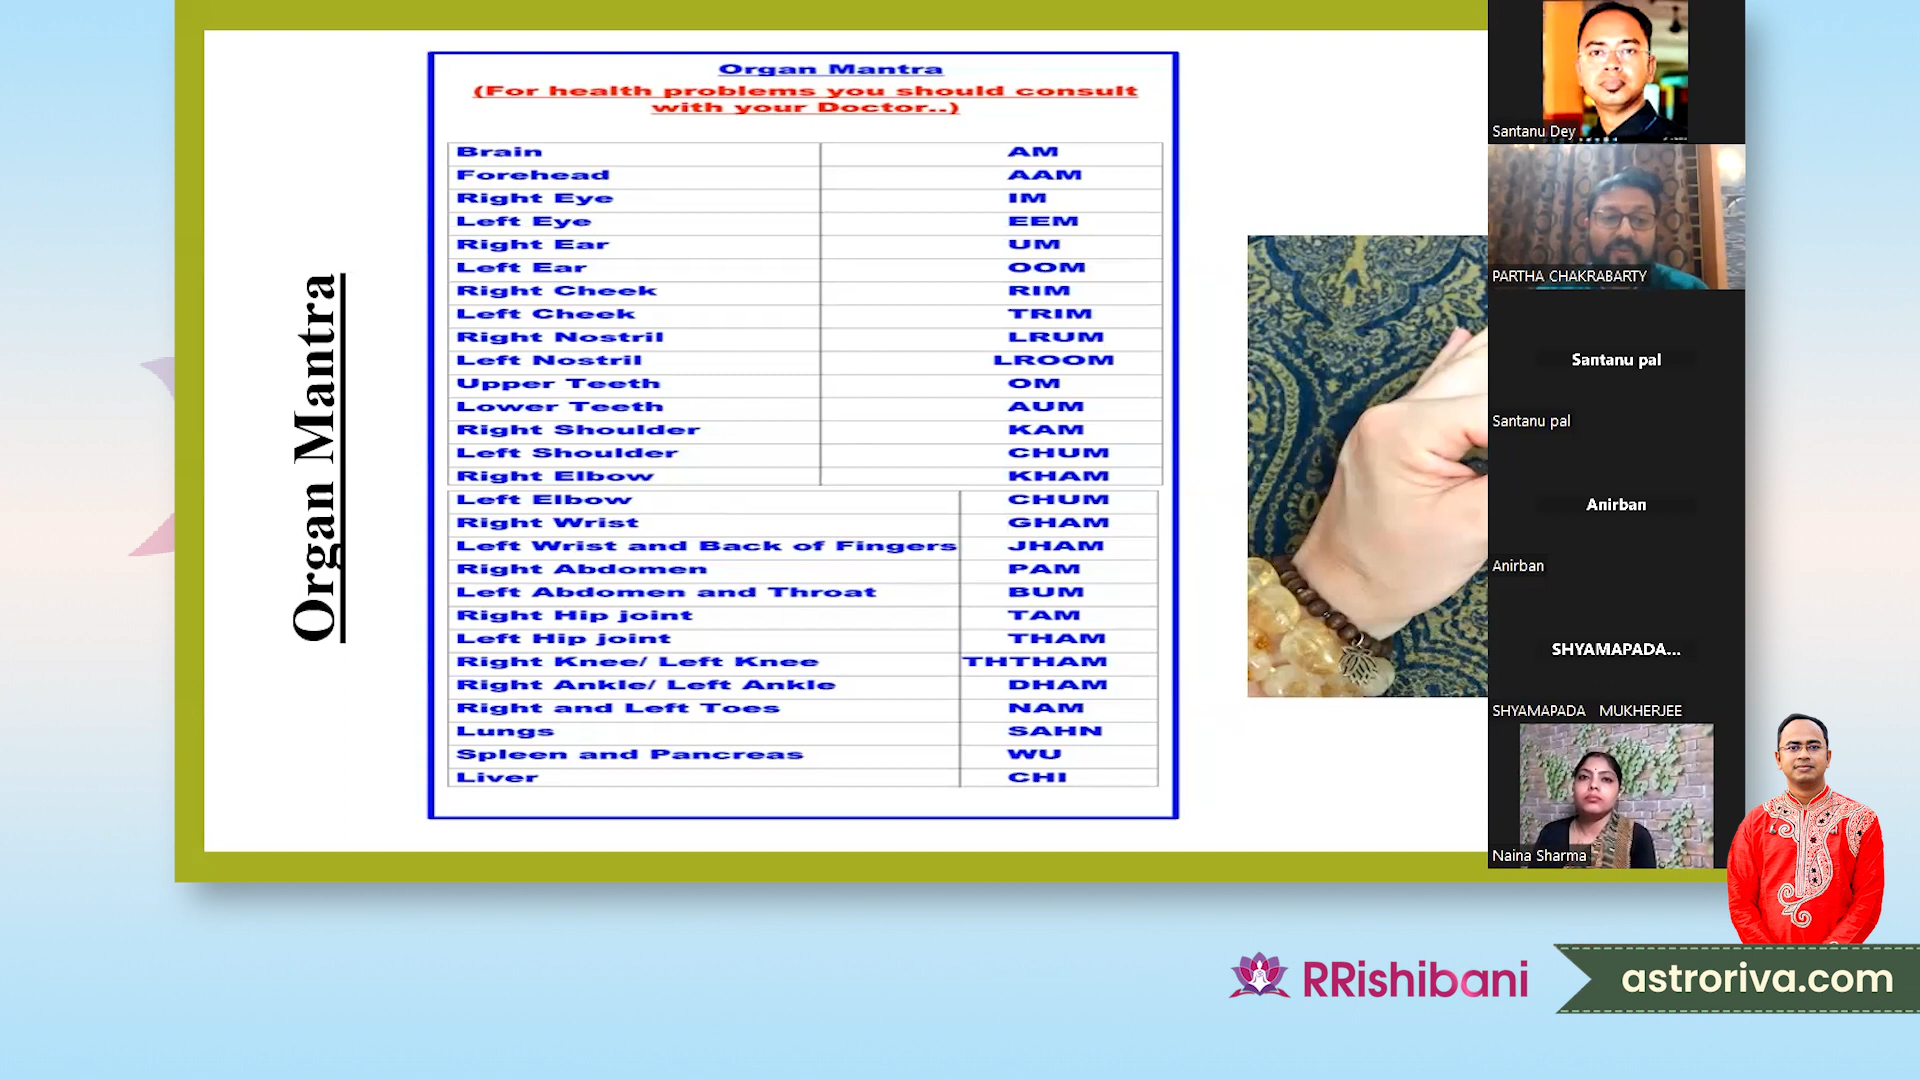 Organ Mantra
Organ Mantra
(For health problems you should consult
with your Doctor..)
Brain AM
Forehead AAM
Right Eye IM
Left Eye EEM
Right Ear UM
Left Ear OOM
Right Cheek RIM
Left Cheek TRIM
Right Nostril LRUM
Left Nostril LROOM
Upper Teeth OM
Lower Teeth AUM
Right Shoulder KAM
Left Shoulder CHUM
Right Elbow KHAM
Left Elbow CHUM
Right Wrist GHAM
Left Wrist and Back of Fingers JHAM
Right Abdomen PAM
Left Abdomen and Throat BUM
Right Hip joint TAM
Left Hip joint THAM
Right Knee/ Left Knee THTHAM
Right Ankle/ Left Ankle DHAM
Right and Left Toes NAM
Lungs SAHN
Spleen and Pancreas WU
Liver CHI
Santanu Dey
PARTHA CHAKRABARTY
Santanu pal
Santanu pal
Anirban
Anirban
SHYAMAPADA...
SHYAMAPADA MUKHERJEE
Naina Sharma
RRishibani
astroriva.com